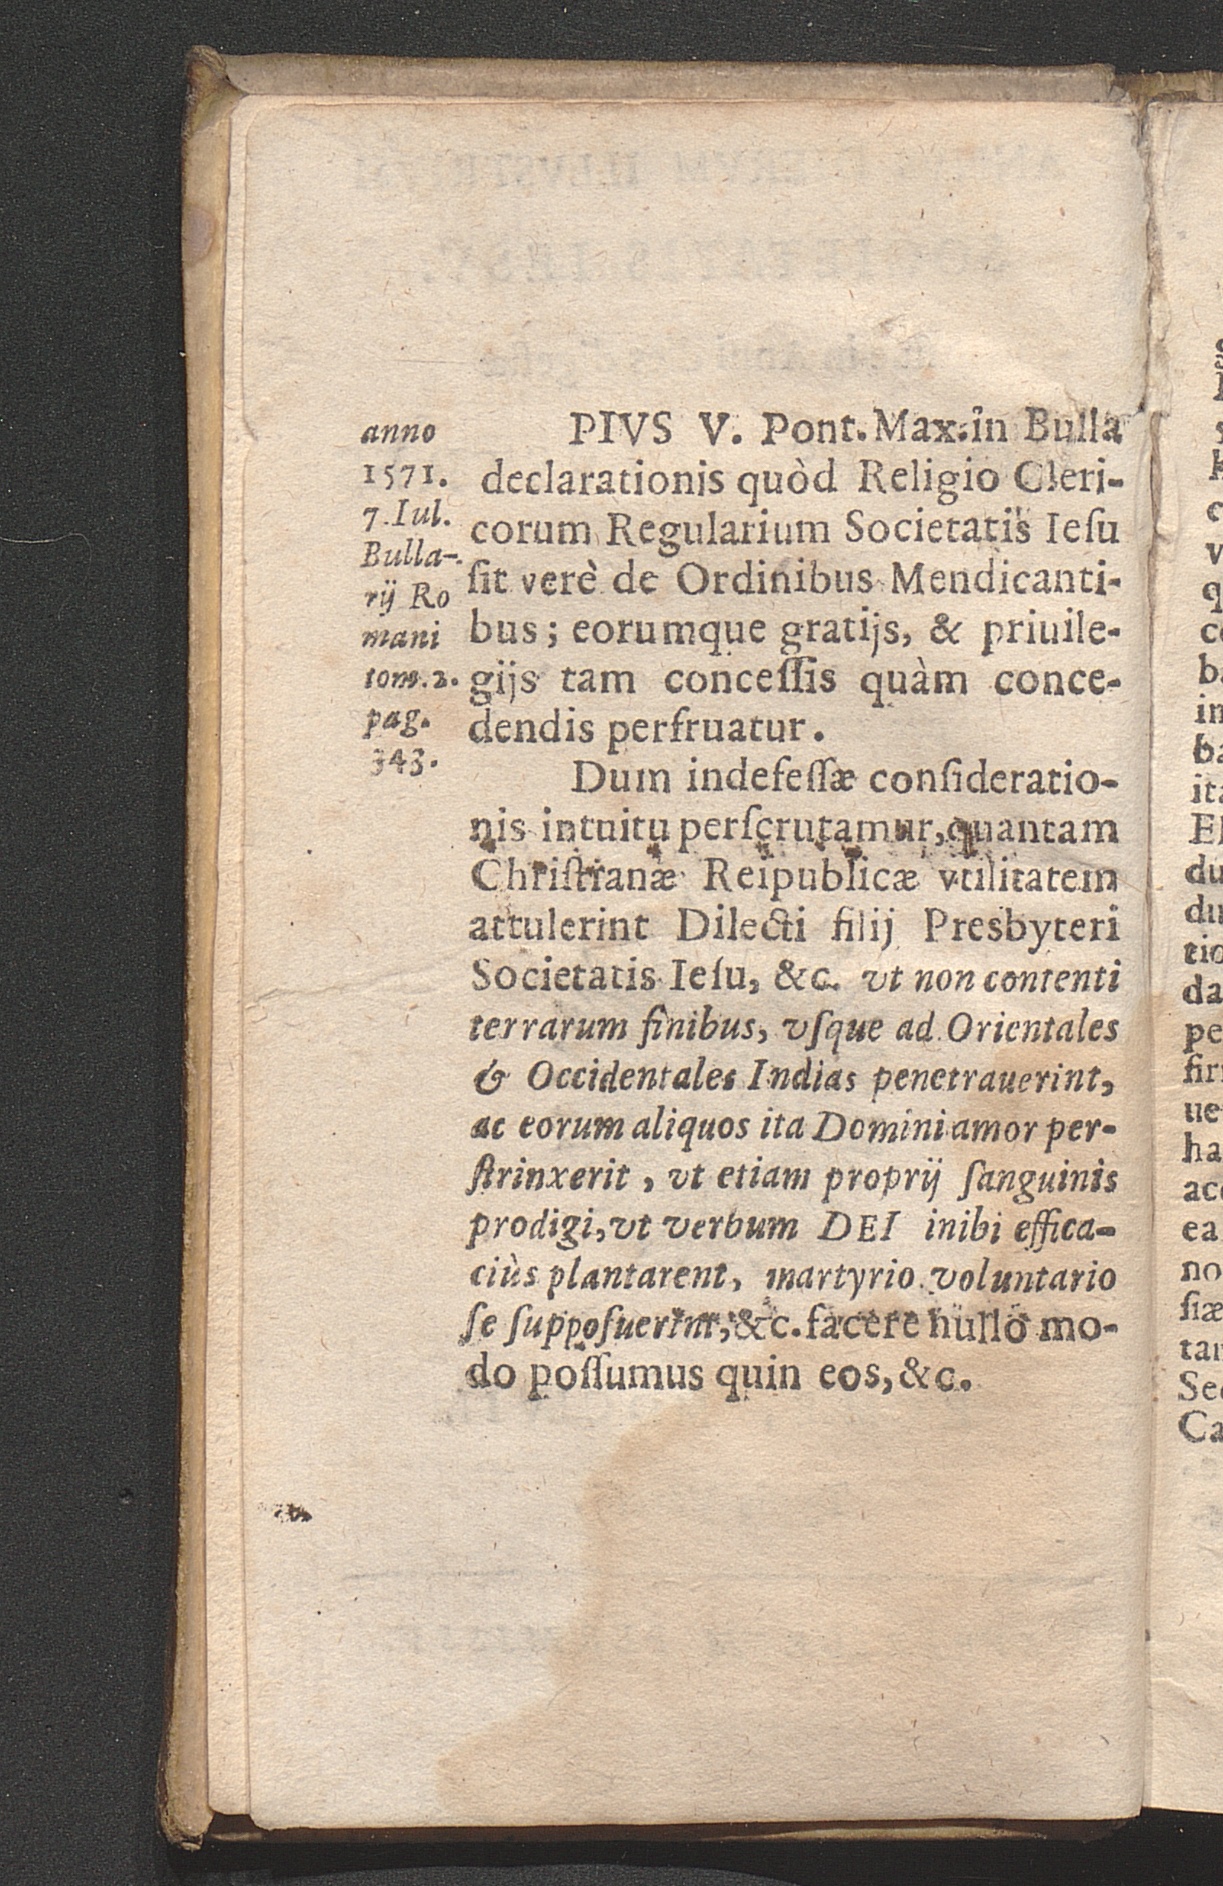 anno
1571.
7. Iul.
Bulla-
rij Ro
mani
tom. 2.
pag.
343.
PIVS V. Pont. Max. in Bulla
declarationis quòd Religio Cleri-
corum Regularium Societatis Ieſu
ſit verè de Ordinibus Mendicanti-
bus; eorumque gratijs, & priuile-
gijs tam conceſſis quàm conce-
dendis perfruatur.
Dum indefeſſæ conſideratio-
nis intuitu perſcrutamur, quantam
Chriſtianæ Reipublicæ vtilitatem
attulerint Dilecti filij Presbyteri
Societatis Ieſu, &c. vt non contenti
terrarum finibus, vſque ad Orientales
& Occidentales Indias penetrauerint,
ac eorum aliquos ita Domini amor per-
ſtrinxerit, vt etiam proprij ſanguinis
prodigi, vt verbum DEI inibi effica-
ciùs plantarent, martyrio voluntario
ſe ſuppoſuerint, &c. facere nullo mo-
do poſſumus quin eos, &c.